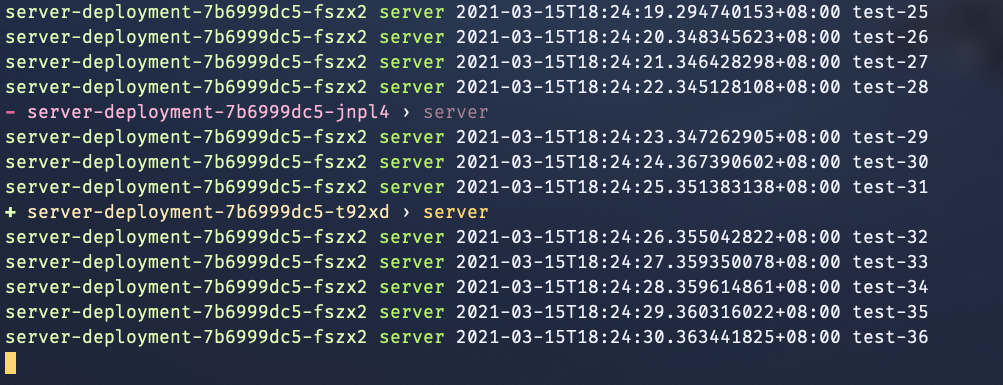 server-deployment-7b6999dc5-fszx2 server 2021-03-15T18:24:19.294740153+08:00 test-25
server-deployment-7b6999dc5-fszx2 server 2021-03-15T18:24:20.348345623+08:00 test-26
server-deployment-7b6999dc5-fszx2 server 2021-03-15T18:24:21.346428298+08:00 test-27
server-deployment-7b6999dc5-fszx2 server 2021-03-15T18:24:22.345128108+08:00 test-28
- server-deployment-7b6999dc5-jnpl4 › server
server-deployment-7b6999dc5-fszx2 server 2021-03-15T18:24:23.347262905+08:00 test-29
server-deployment-7b6999dc5-fszx2 server 2021-03-15T18:24:24.367390602+08:00 test-30
server-deployment-7b6999dc5-fszx2 server 2021-03-15T18:24:25.351383138+08:00 test-31
+ server-deployment-7b6999dc5-t92xd › server
server-deployment-7b6999dc5-fszx2 server 2021-03-15T18:24:26.355042822+08:00 test-32
server-deployment-7b6999dc5-fszx2 server 2021-03-15T18:24:27.359350078+08:00 test-33
server-deployment-7b6999dc5-fszx2 server 2021-03-15T18:24:28.359614861+08:00 test-34
server-deployment-7b6999dc5-fszx2 server 2021-03-15T18:24:29.360316022+08:00 test-35
server-deployment-7b6999dc5-fszx2 server 2021-03-15T18:24:30.363441825+08:00 test-36